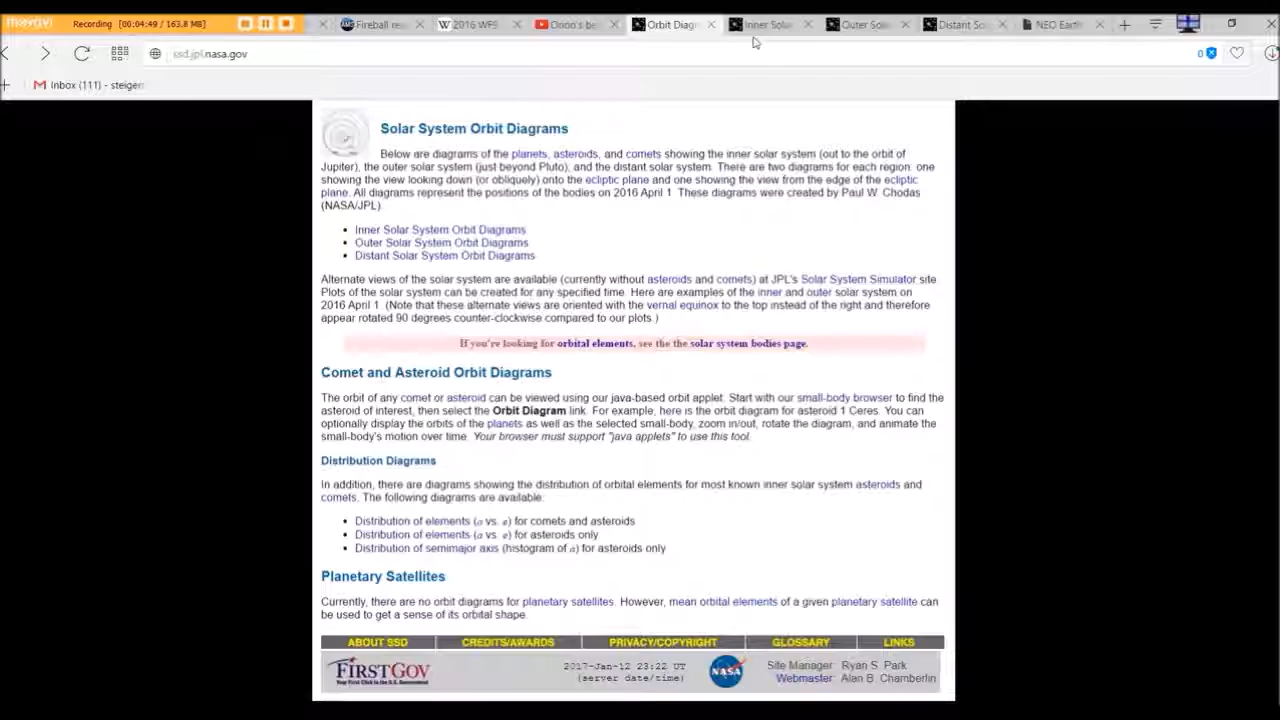 movavi Recording (00:04:49 / 163.8 MB)
Fireball re
2016 WF9
Orion's be
Orbit Diagr
Inner Sola
Outer Sola
Distant So
NEO Earth
ssd.jpl.nasa.gov
0
Inbox (111) - steigen
Solar System Orbit Diagrams
Below are diagrams of the planets, asteroids, and comets showing the inner solar system (out to the orbit of
Jupiter), the outer solar system (just beyond Pluto), and the distant solar system. There are two diagrams for each region: one
showing the view looking down (or obliquely) onto the ecliptic plane and one showing the view from the edge of the ecliptic
plane. All diagrams represent the positions of the bodies on 2016 April 1. These diagrams were created by Paul W. Chodas
(NASA/JPL).
• Inner Solar System Orbit Diagrams
• Outer Solar System Orbit Diagrams
• Distant Solar System Orbit Diagrams
Alternate views of the solar system are available (currently without asteroids and comets) at JPL's Solar System Simulator site
Plots of the solar system can be created for any specified time. Here are examples of the inner and outer solar system on
2016 April 1. (Note that these alternate views are oriented with the vernal equinox to the top instead of the right and therefore
appear rotated 90 degrees counter-clockwise compared to our plots.)
If you're looking for orbital elements, see the the solar system bodies page.
Comet and Asteroid Orbit Diagrams
The orbit of any comet or asteroid can be viewed using our java-based orbit applet. Start with our small-body browser to find the
asteroid of interest, then select the Orbit Diagram link. For example, here is the orbit diagram for asteroid 1 Ceres. You can
optionally display the orbits of the planets as well as the selected small-body, zoom in/out, rotate the diagram, and animate the
small-body's motion over time. Your browser must support "java applets" to use this tool.
Distribution Diagrams
In addition, there are diagrams showing the distribution of orbital elements for most known inner solar system asteroids and
comets. The following diagrams are available:
• Distribution of elements (a vs. e) for comets and asteroids
• Distribution of elements (a vs. e) for asteroids only
• Distribution of semimajor axis (histogram of a) for asteroids only
Planetary Satellites
Currently, there are no orbit diagrams for planetary satellites. However, mean orbital elements of a given planetary satellite can
be used to get a sense of its orbital shape.
ABOUT SSD CREDITS/AWARDS PRIVACY/COPYRIGHT GLOSSARY LINKS
FIRSTGOV
Your First Click to the U.S. Government
2017-Jan-12 23:22 UT
(server date/time)
NASA
Site Manager: Ryan S. Park
Webmaster: Alan B. Chamberlin